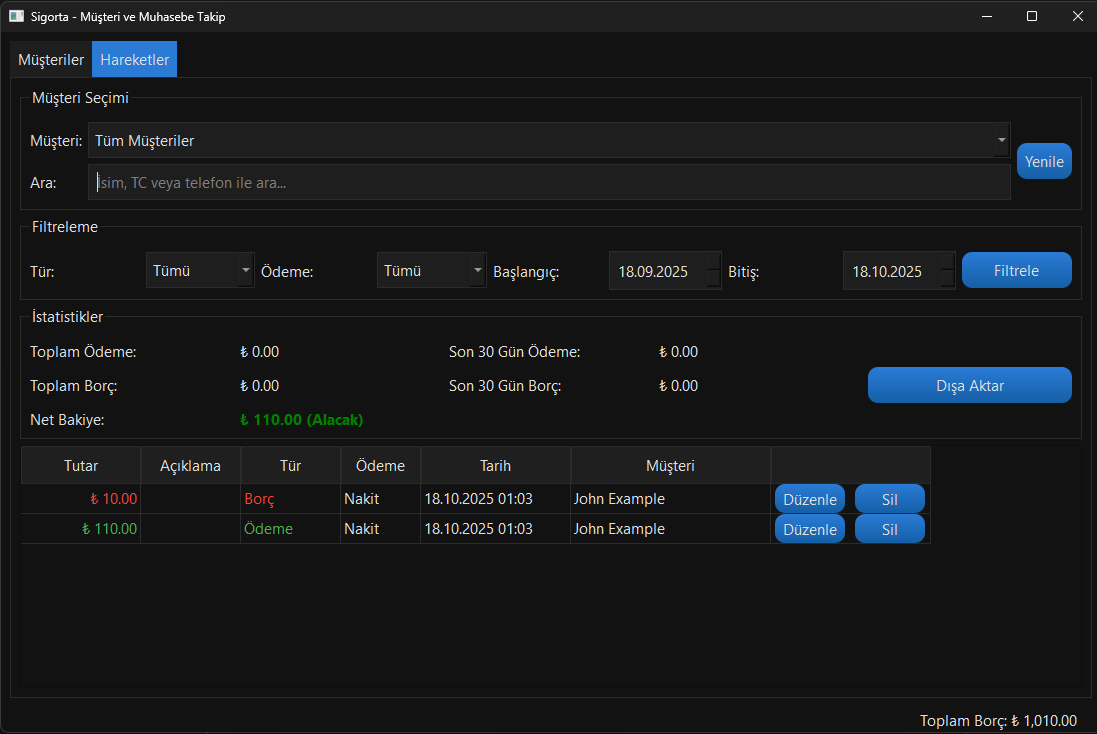 Sigorta - Müşteri ve Muhasebe Takip
Müşteriler Hareketler
Müşteri Seçimi
Müşteri: Tüm Müşteriler
Yenile
Ara: İsim, TC veya telefon ile ara...
Filtreleme
Tür: Tümü Ödeme: Tümü Başlangıç: 18.09.2025 Bitiş: 18.10.2025 Filtrele
İstatistikler
Toplam Ödeme: ₺ 0.00 Son 30 Gün Ödeme: ₺ 0.00
Toplam Borç: ₺ 0.00 Son 30 Gün Borç: ₺ 0.00 Dışa Aktar
Net Bakiye: ₺ 110.00 (Alacak)
Tutar Açıklama Tür Ödeme Tarih Müşteri
₺ 10.00 Borç Nakit 18.10.2025 01:03 John Example Düzenle Sil
₺ 110.00 Ödeme Nakit 18.10.2025 01:03 John Example Düzenle Sil
Toplam Borç: ₺ 1,010.00